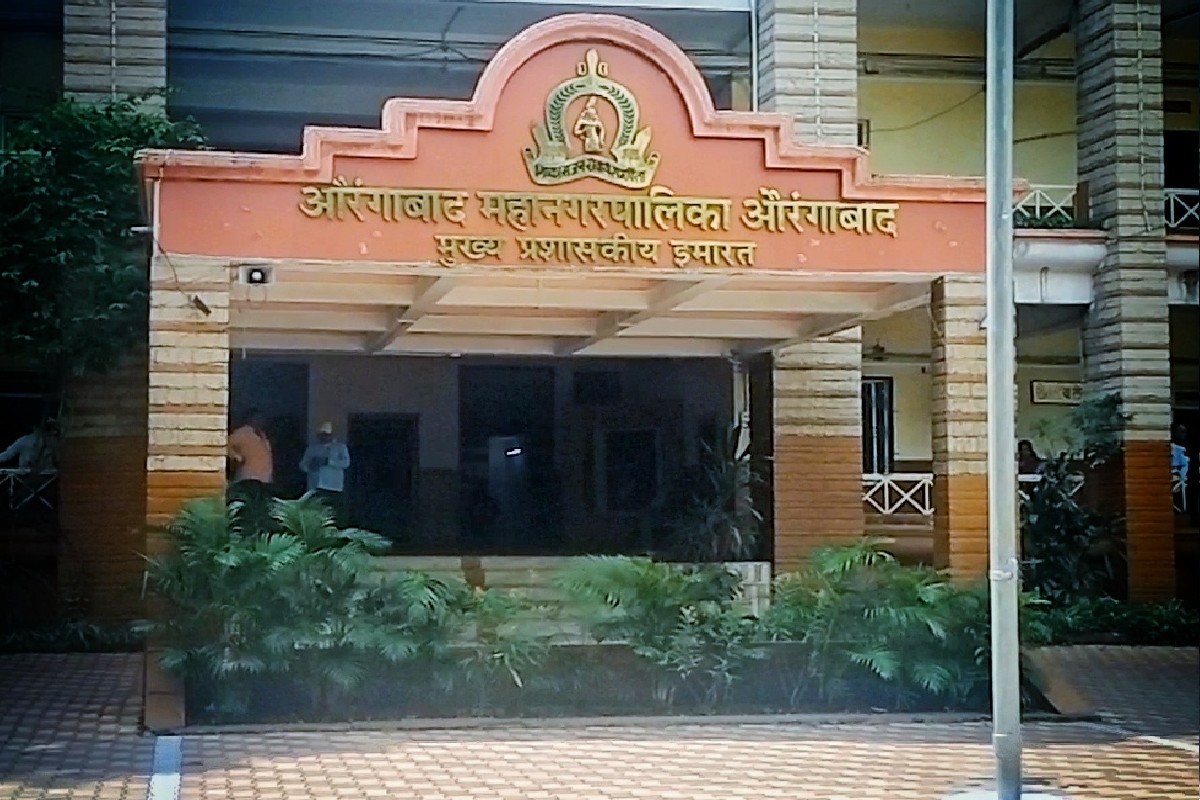 औरंगाबाद महानगरपालिका औरंगाबाद
मुख्य प्रशासकीय इमारत